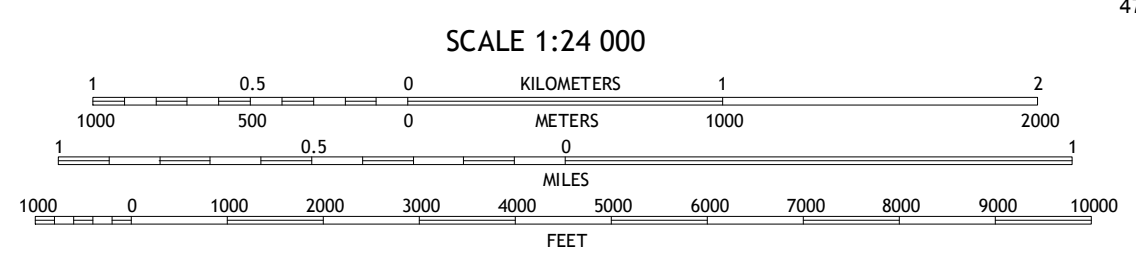 47
SCALE 1:24 000
1 0.5 0 KILOMETERS 1 2
1000 500 0 METERS 1000 2000
1 0.5 0 1
MILES
1000 0 1000 2000 3000 4000 5000 6000 7000 8000 9000 10000
FEET